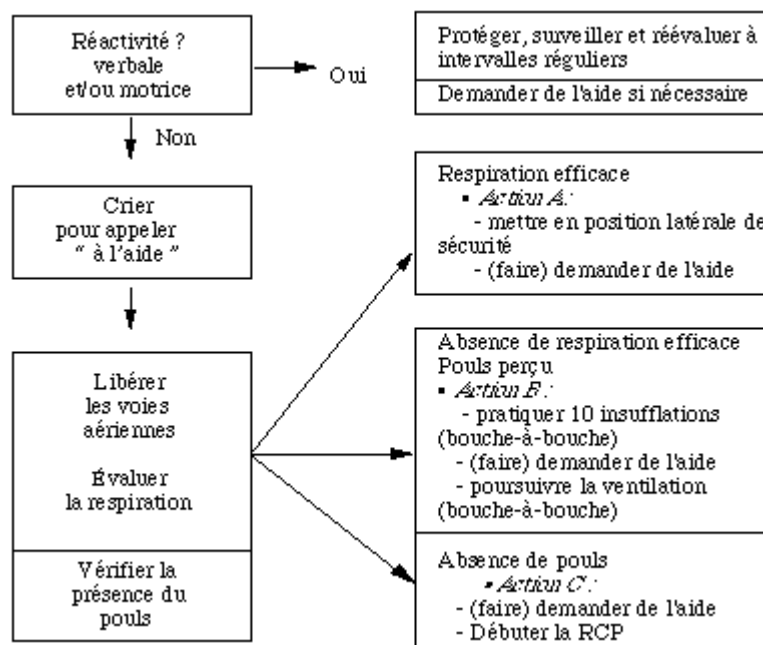 Réactivité ?
verbale
et/ou motrice
Oui
Protéger, surveiller et réévaluer à
intervalles réguliers
Demander de l'aide si nécessaire
Non
Crier
pour appeler
“ à l’aide ”
Respiration efficace
▪ Action A :
- mettre en position latérale de
sécurité
- (faire) demander de l'aide
Libérer
les voies
aériennes
Évaluer
la respiration
Vérifier la
présence du
pouls
Absence de respiration efficace
Pouls perçu
▪ Action B :
- pratiquer 10 insufflations
(bouche-à-bouche)
- (faire) demander de l'aide
- poursuivre la ventilation
(bouche-à-bouche)
Absence de pouls
▪ Action C :
- (faire) demander de l'aide
- Débuter la RCP